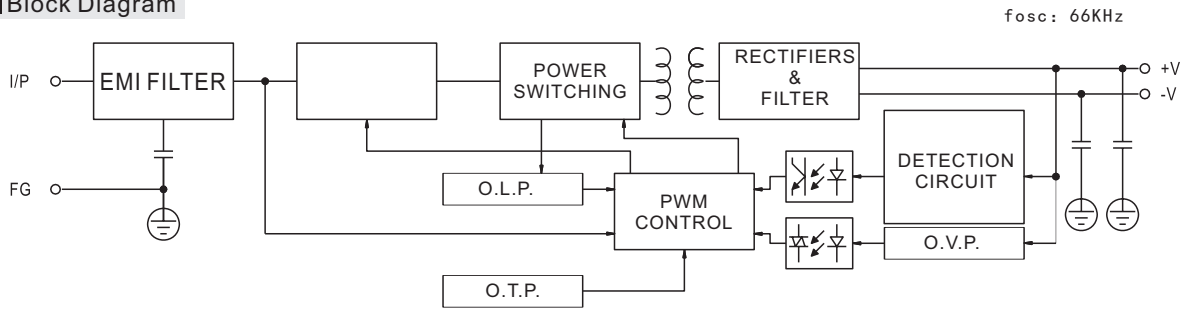 Block Diagram
fosc: 66KHz
I/P
EMI FILTER
POWER
SWITCHING
RECTIFIERS
&
FILTER
+V
-V
FG
O.L.P.
PWM
CONTROL
DETECTION
CIRCUIT
O.V.P.
O.T.P.